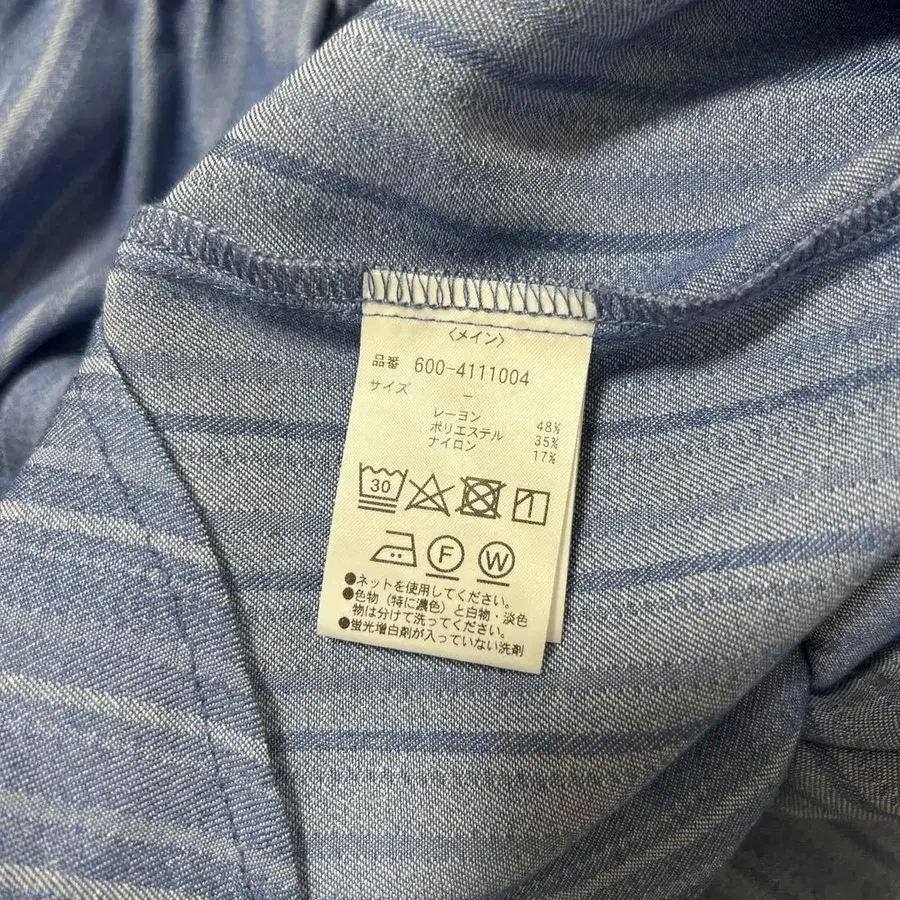 〈メイン〉
品番 600-4111004
サイズ -
レーヨン 48%
ポリエステル 35%
ナイロン 17%
30
F W
●ネットを使用してください。
●色物(特に濃色)と白物・淡色
物は分けて洗ってください。
●蛍光増白剤が入っていない洗剤